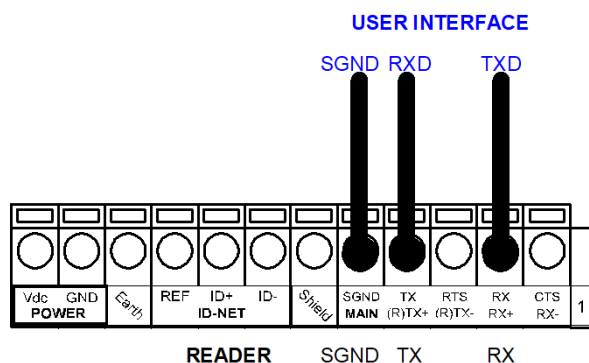 USER INTERFACE
SGND RXD TXD
Vdc GND Earth REF ID+ ID- Shield SGND TX RTS RX CTS
POWER ID-NET MAIN (R)TX+ (R)TX- RX+ RX- 1
READER SGND TX RX